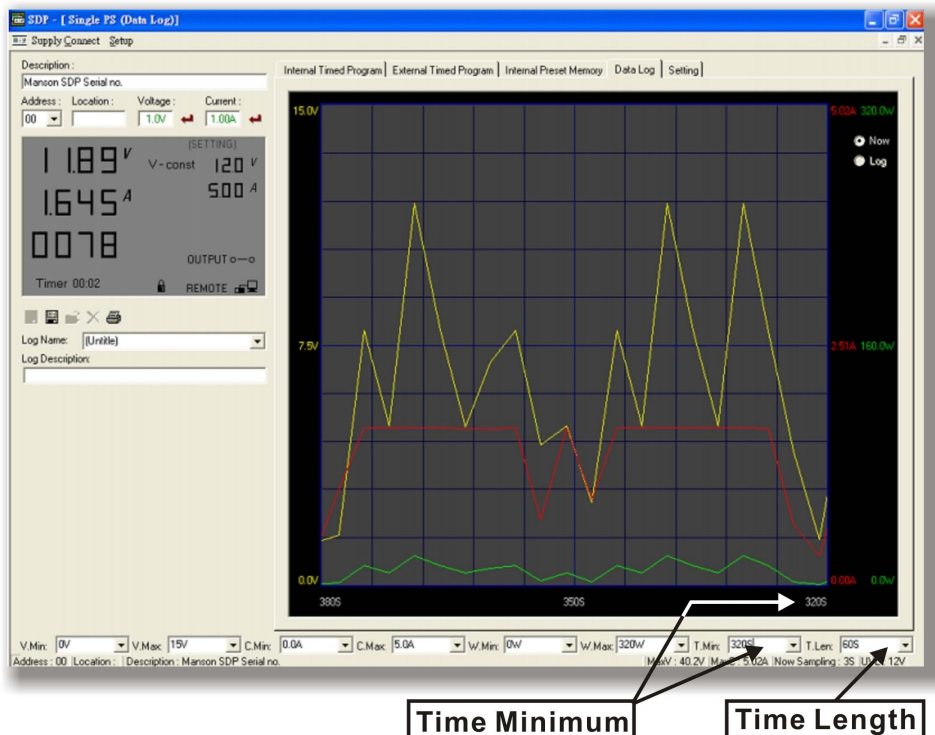 SDP - [ Single PS (Data Log)]
Supply Connect Setup
Description :
Manson SDP Serial no.
Address : Location : Voltage : Current :
00 1.0V 1.00A
Internal Timed Program External Timed Program Internal Preset Memory Data Log Setting
(SETTING)
11.89 V V-const 120 V
1.645 A 500 A
0078
OUTPUT
Timer 00:02 REMOTE
Log Name: (Untitle)
Log Description:
15.0V 5.02A 320.0W
Now
Log
7.5V 2.51A 160.0W
0.0V 0.00A 0.0W
380S 350S 320S
V.Min: 0V V.Max: 15V C.Min: 0.0A C.Max: 5.0A W.Min: 0W W.Max: 320W T.Min: 320S T.Len: 60S
Address : 00 Location : Description : Manson SDP Serial no. MaxV : 40.2V 5.02A Now Sampling : 3S 12V
Time Minimum Time Length